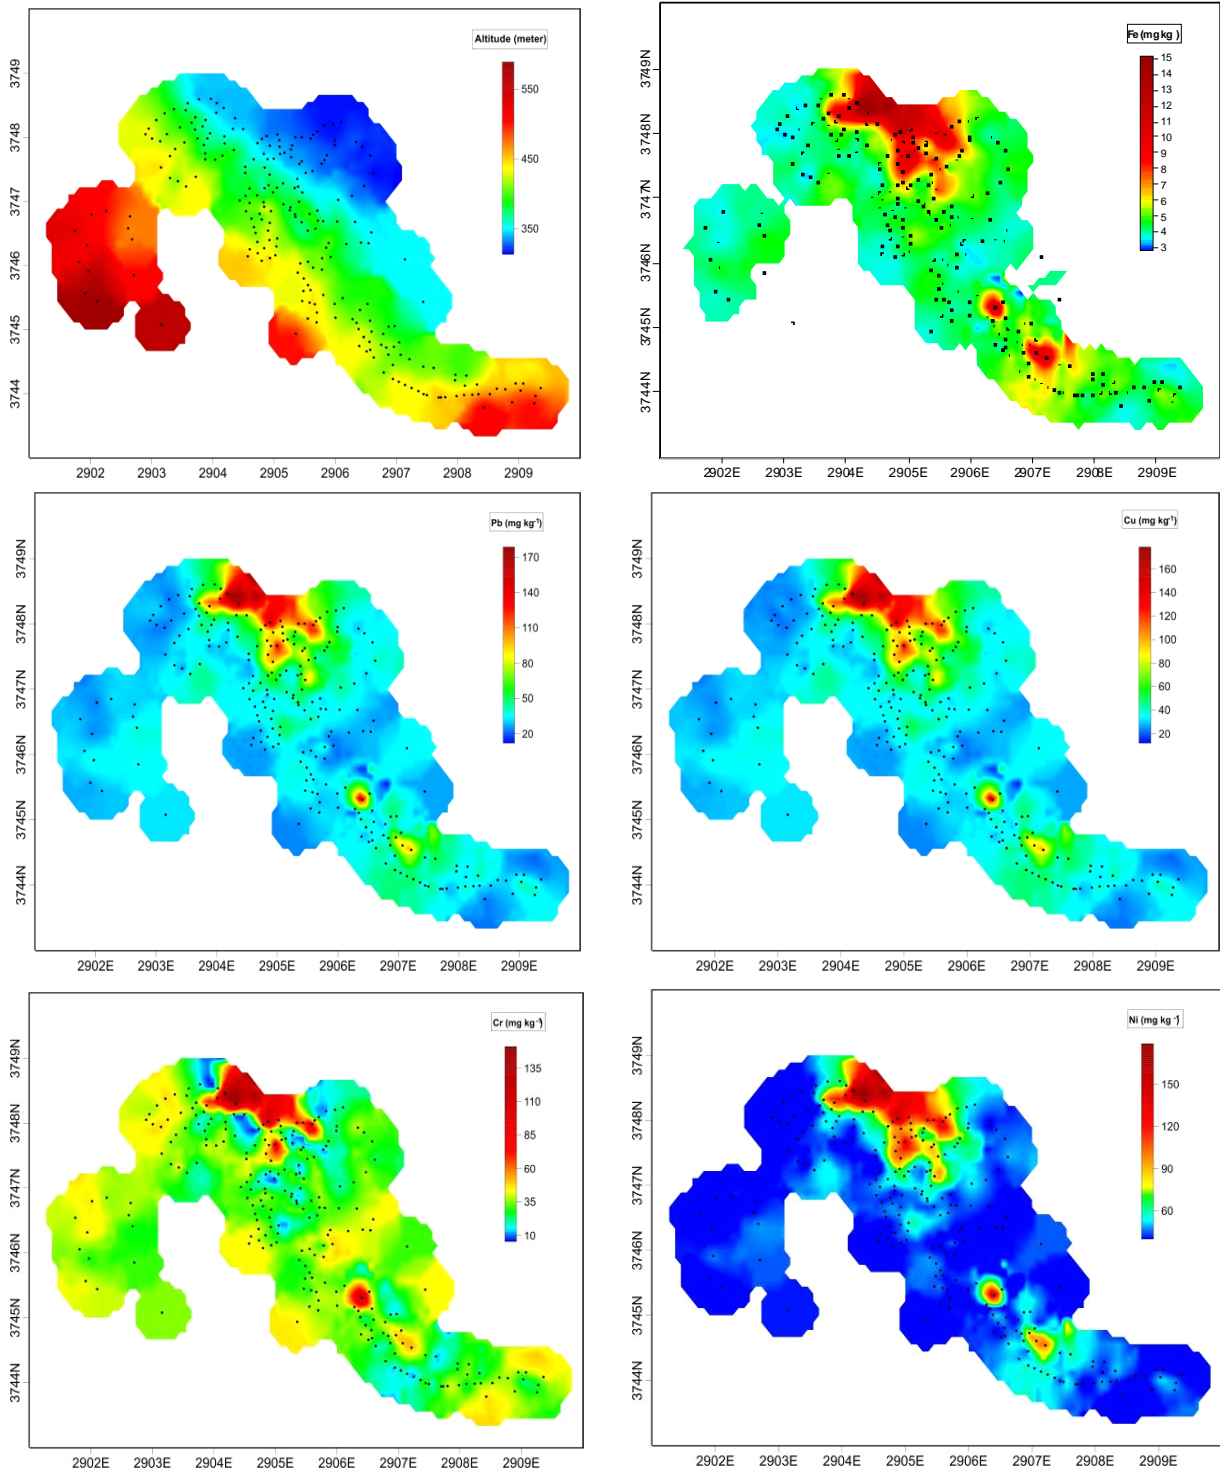 Altitude (meter)
550
450
350
3749
3748
3747
3746
3745
3744
2902
2903
2904
2905
2906
2907
2908
2909
Fe (mg kg )
15
14
13
12
11
10
9
8
7
6
5
4
3
3749N
3748N
3747N
3746N
3745N
3744N
2902E
2903E
2904E
2905E
2906E
2907E
2908E
2909E
Pb (mg kg-1)
170
140
110
80
50
20
3749N
3748N
3747N
3746N
3745N
3744N
2902E
2903E
2904E
2905E
2906E
2907E
2908E
2909E
Cu (mg kg-1)
160
140
120
100
80
60
40
20
3749N
3748N
3747N
3746N
3745N
3744N
2902E
2903E
2904E
2905E
2906E
2907E
2908E
2909E
Cr (mg kg-1)
135
110
85
60
35
10
3749N
3748N
3747N
3746N
3745N
3744N
2902E
2903E
2904E
2905E
2906E
2907E
2908E
2909E
Ni (mg kg -1)
150
120
90
60
3749N
3748N
3747N
3746N
3745N
3744N
2902E
2903E
2904E
2905E
2906E
2907E
2908E
2909E